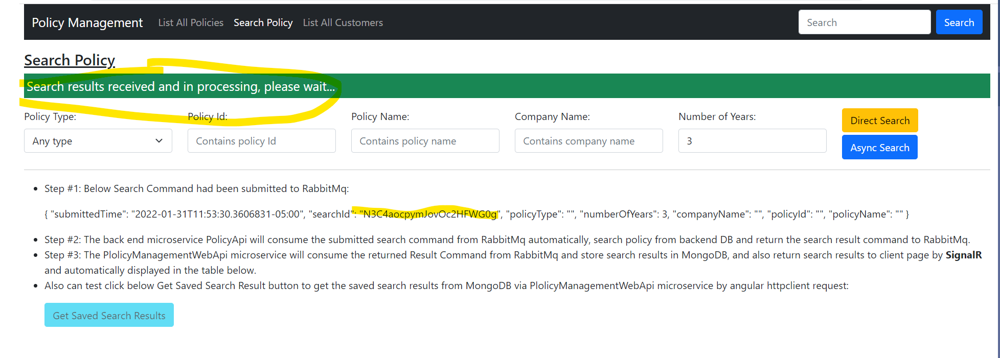 Policy Management List All Policies Search Policy List All Customers Search Search
Search Policy
Search results received and in processing, please wait...
Policy Type: Policy Id: Policy Name: Company Name: Number of Years:
Direct Search
Any type Contains policy Id Contains policy name Contains company name 3
Async Search
• Step #1: Below Search Command had been submitted to RabbitMq:
{ "submittedTime": "2022-01-31T11:53:30.3606831-05:00", "searchId": "N3C4aocpymJovOc2HFWG0g", "policyType": "", "numberOfYears": 3, "companyName": "", "policyId": "", "policyName": "" }
• Step #2: The back end microservice PolicyApi will consume the submitted search command from RabbitMq automatically, search policy from backend DB and return the search result command to RabbitMq.
• Step #3: The PlolicyManagementWebApi microservice will consume the returned Result Command from RabbitMq and store search results in MongoDB, and also return search results to client page by SignalR
and automatically displayed in the table below.
• Also can test click below Get Saved Search Result button to get the saved search results from MongoDB via PlolicyManagementWebApi microservice by angular httpclient request:
Get Saved Search Results